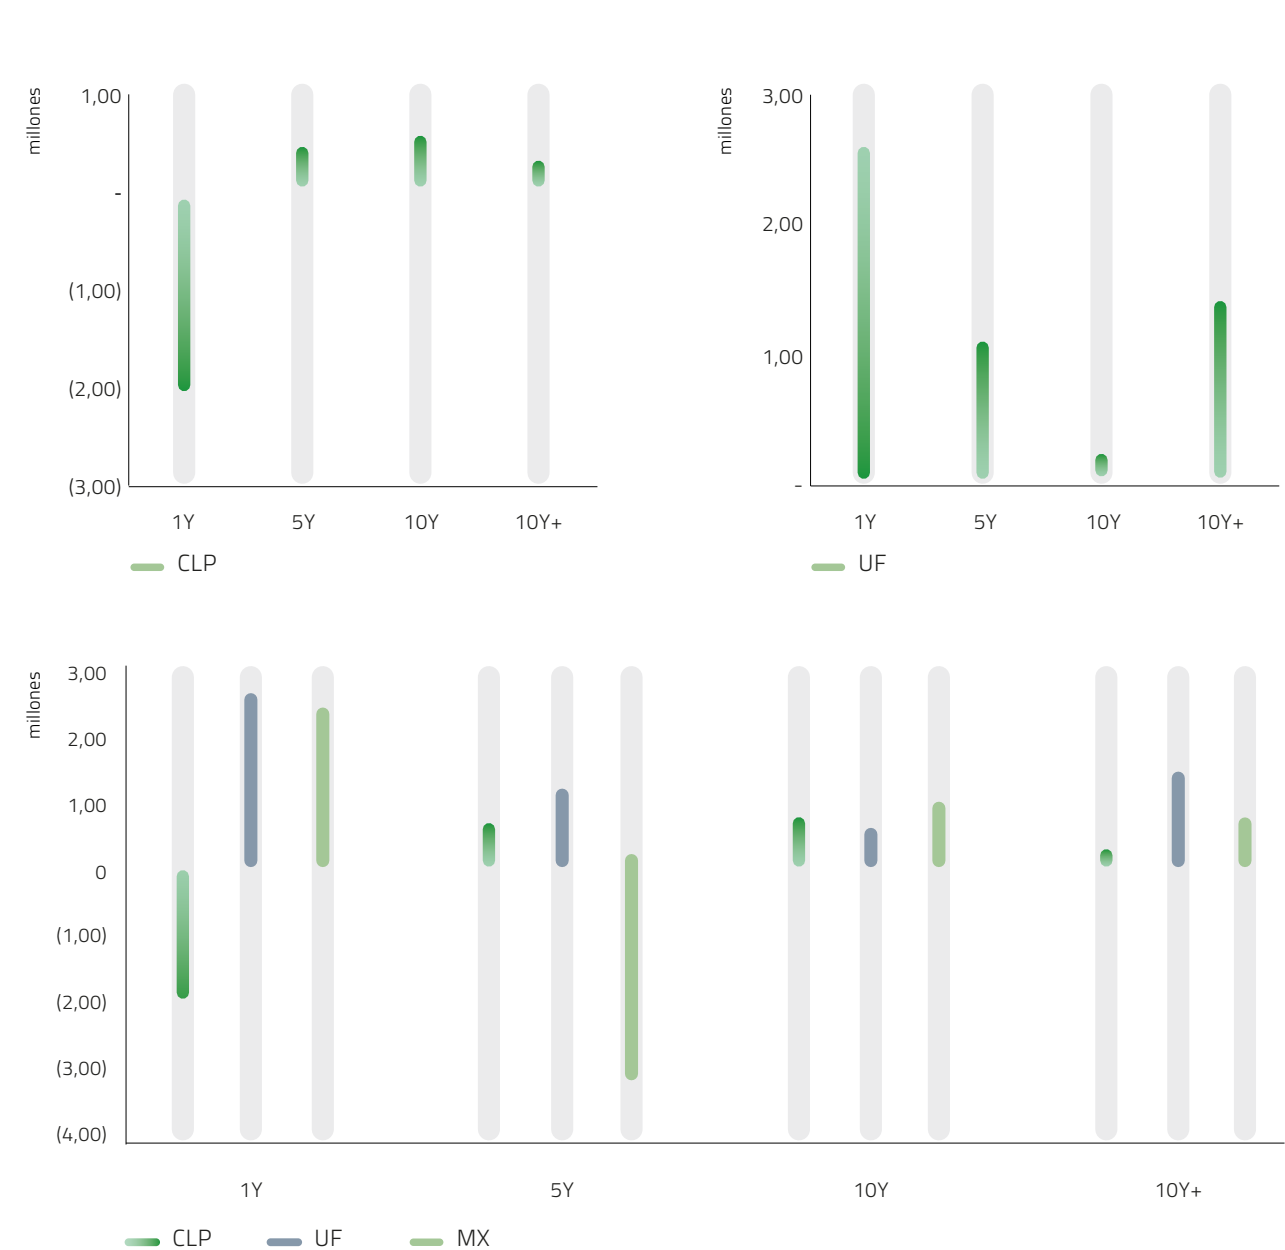 millones
1,00
-
(1,00)
(2,00)
(3,00)
1Y 5Y 10Y 10Y+
CLP
millones
3,00
2,00
1,00
-
1Y 5Y 10Y 10Y+
UF
millones
3,00
2,00
1,00
0
(1,00)
(2,00)
(3,00)
(4,00)
1Y 5Y 10Y 10Y+
CLP UF MX